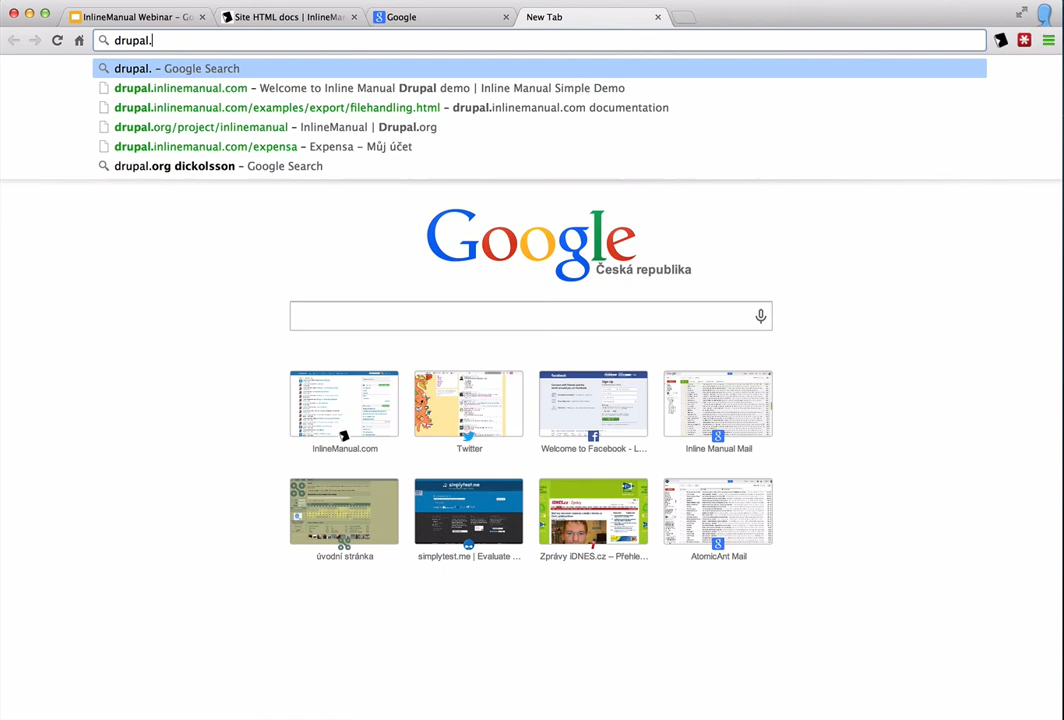 InlineManual Webinar – Go
Site HTML docs | InlineMan
Google
New Tab
drupal.
drupal. – Google Search
drupal.inlinemanual.com – Welcome to Inline Manual Drupal demo | Inline Manual Simple Demo
drupal.inlinemanual.com/examples/export/filehandling.html – drupal.inlinemanual.com documentation
drupal.org/project/inlinemanual – InlineManual | Drupal.org
drupal.inlinemanual.com/expensa – Expensa – Můj účet
drupal.org dickolsson – Google Search
Google
Česká republika
InlineManual.com
Twitter
Welcome to Facebook - L...
Inline Manual Mail
úvodní stránka
simplytest.me | Evaluate ...
Zprávy iDNES.cz – Přehle...
AtomicAnt Mail